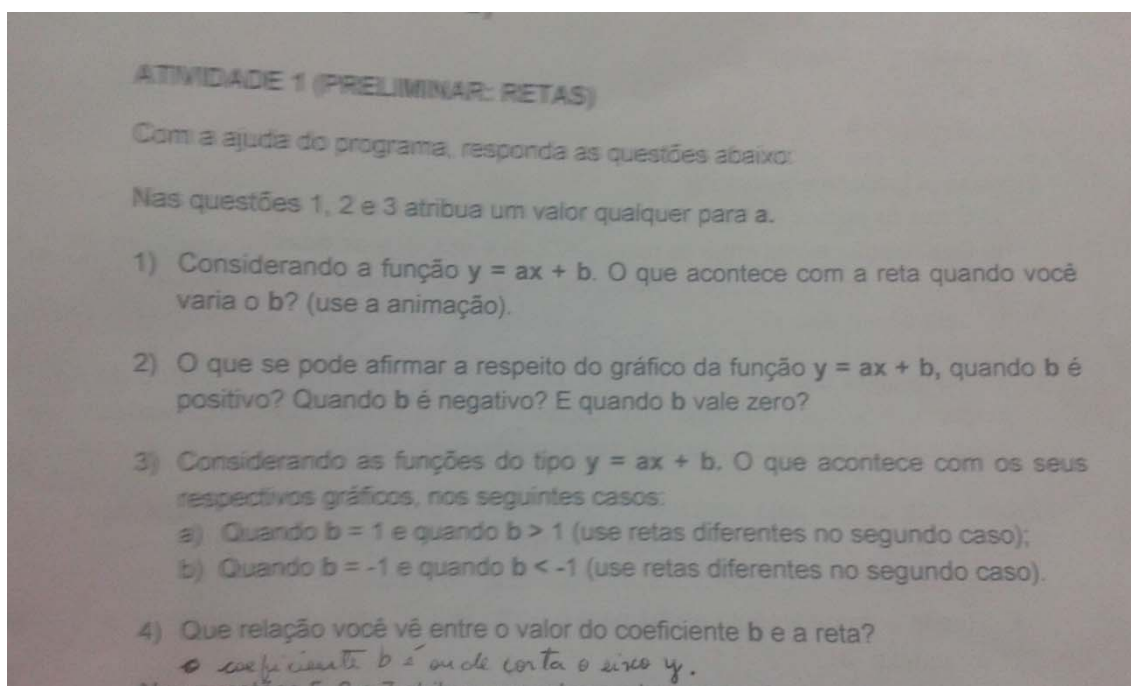 ATIVIDADE 1 (PRELIMINAR: RETAS)
Com a ajuda do programa, responda as questões abaixo:
Nas questões 1, 2 e 3 atribua um valor qualquer para a.
1) Considerando a função y = ax + b. O que acontece com a reta quando você
varia o b? (use a animação).
2) O que se pode afirmar a respeito do gráfico da função y = ax + b, quando b é
positivo? Quando b é negativo? E quando b vale zero?
3) Considerando as funções do tipo y = ax + b. O que acontece com os seus
respectivos gráficos, nos seguintes casos:
a) Quando b = 1 e quando b > 1 (use retas diferentes no segundo caso);
b) Quando b = -1 e quando b < -1 (use retas diferentes no segundo caso).
4) Que relação você vê entre o valor do coeficiente b e a reta?
o coeficiente b é onde corta o eixo y.